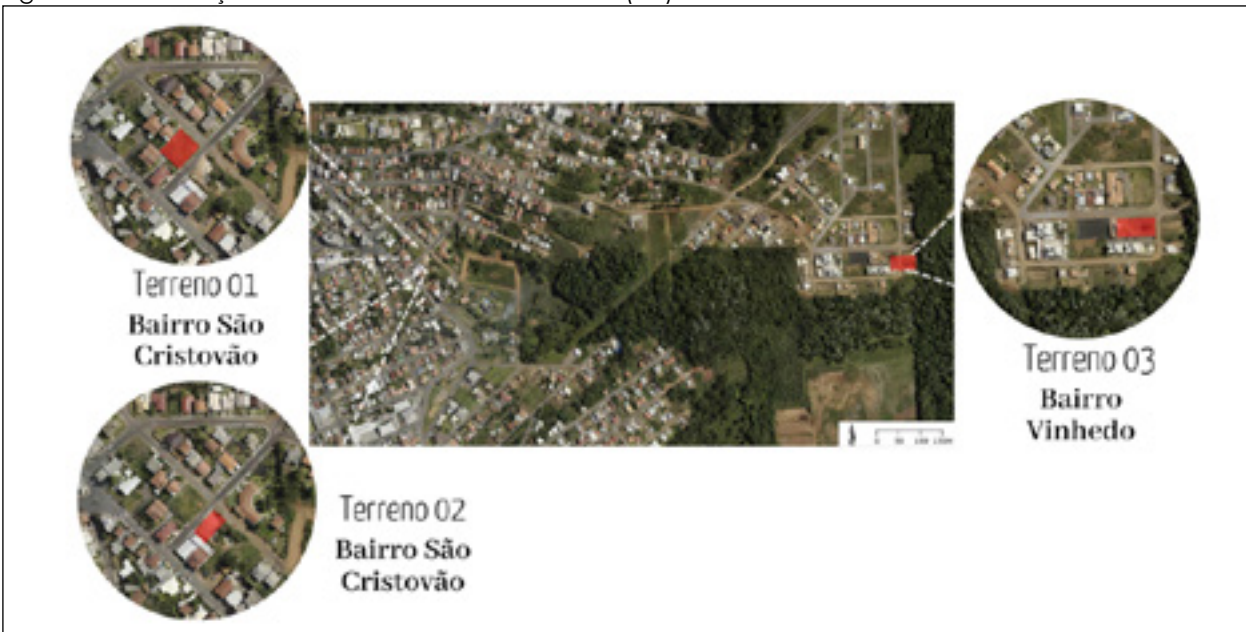 Terreno 01
Bairro São
Cristovão
Terreno 02
Bairro São
Cristovão
Terreno 03
Bairro
Vinhedo